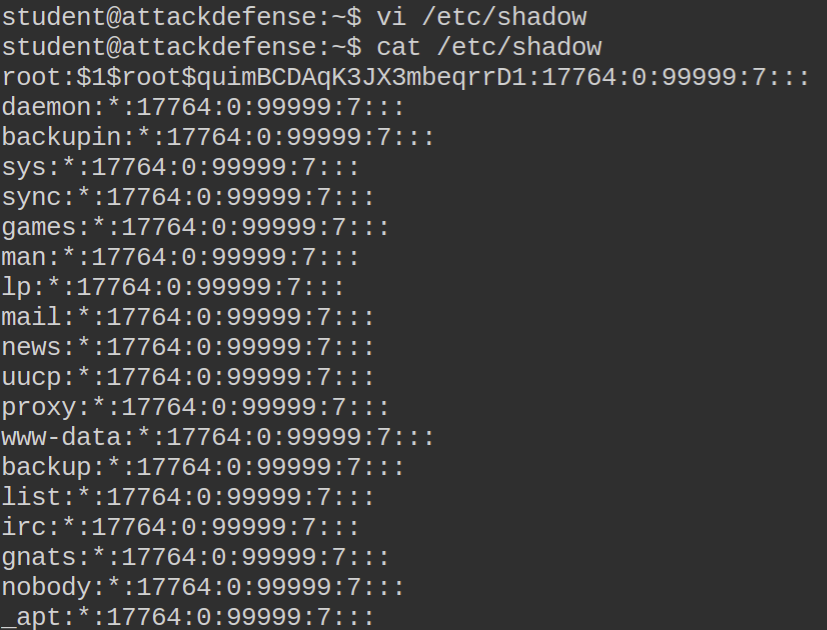 student@attackdefense:~$ vi /etc/shadow
student@attackdefense:~$ cat /etc/shadow
root:$1$root$quimBCDAqK3JX3mbeqrrD1:17764:0:99999:7:::
daemon:*:17764:0:99999:7:::
backupin:*:17764:0:99999:7:::
sys:*:17764:0:99999:7:::
sync:*:17764:0:99999:7:::
games:*:17764:0:99999:7:::
man:*:17764:0:99999:7:::
lp:*:17764:0:99999:7:::
mail:*:17764:0:99999:7:::
news:*:17764:0:99999:7:::
uucp:*:17764:0:99999:7:::
proxy:*:17764:0:99999:7:::
www-data:*:17764:0:99999:7:::
backup:*:17764:0:99999:7:::
list:*:17764:0:99999:7:::
irc:*:17764:0:99999:7:::
gnats:*:17764:0:99999:7:::
nobody:*:17764:0:99999:7:::
_apt:*:17764:0:99999:7:::